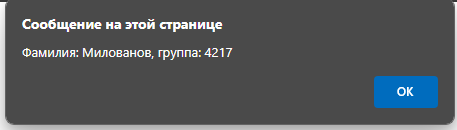 Сообщение на этой странице
Фамилия: Милованов, группа: 4217
ОК